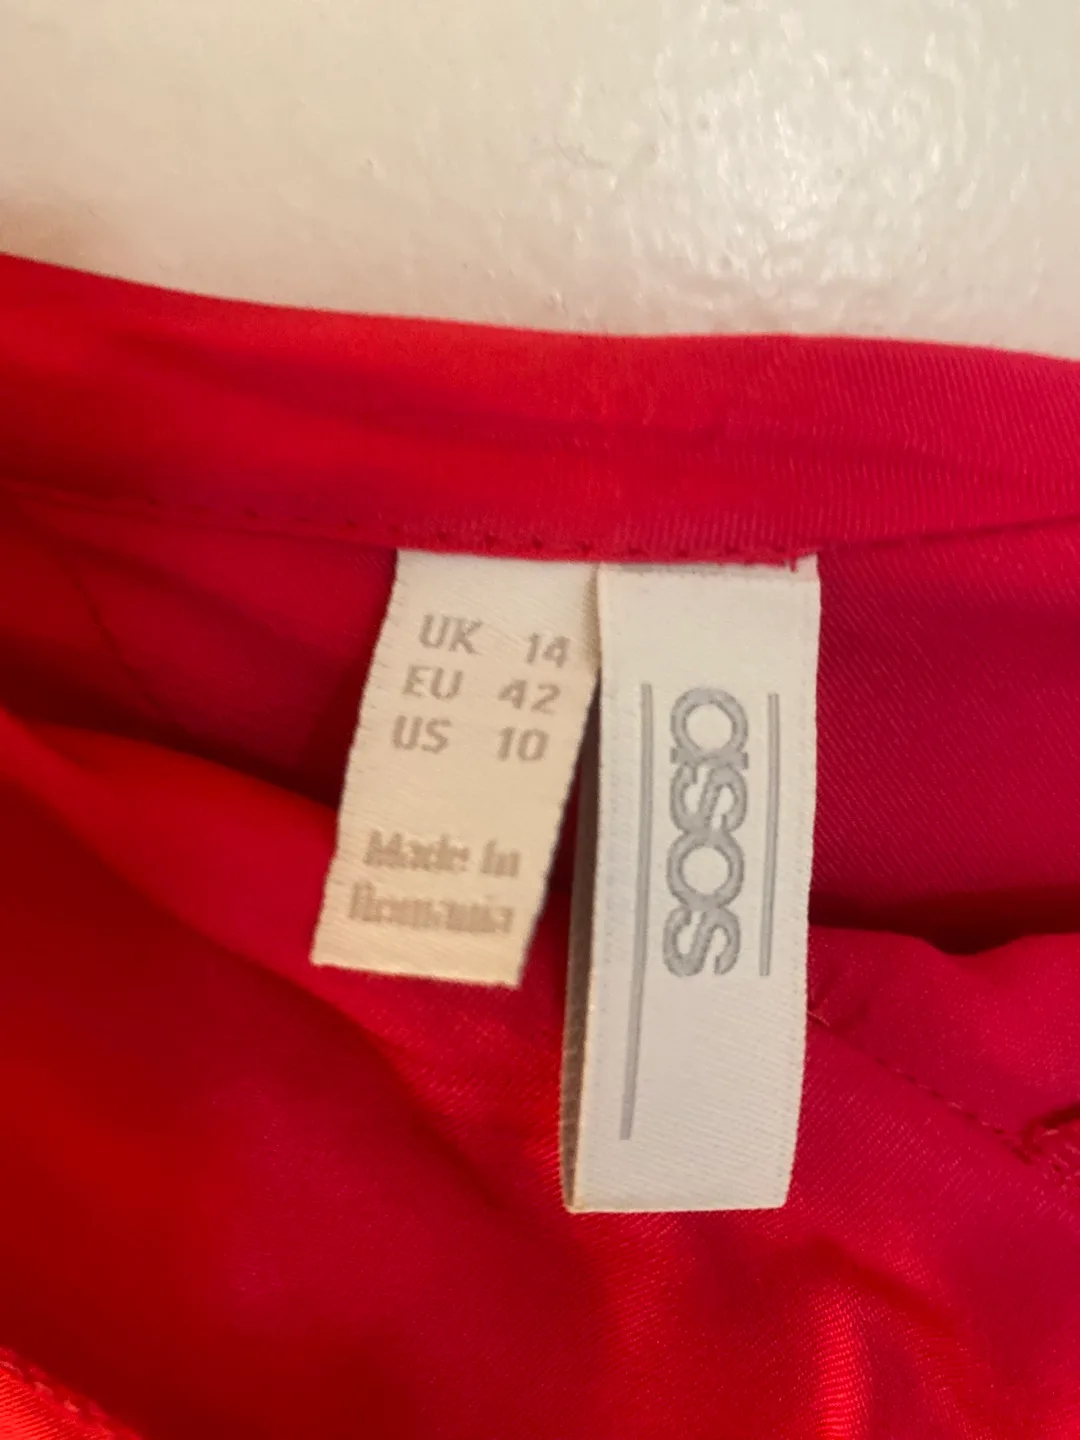 UK 14
EU 42
US 10
Made In
Romania
asos